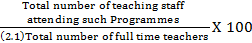 Total number of teaching staff
attending such Programmes
X 100
(2.1)Total number of full time teachers